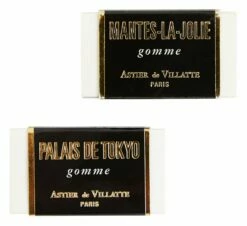 MANTES-LA-JOLIE
gomme
ASTIER de VILLATTE
PARIS
PALAIS DE TOKYO
gomme
ASTIER de VILLATTE
PARIS